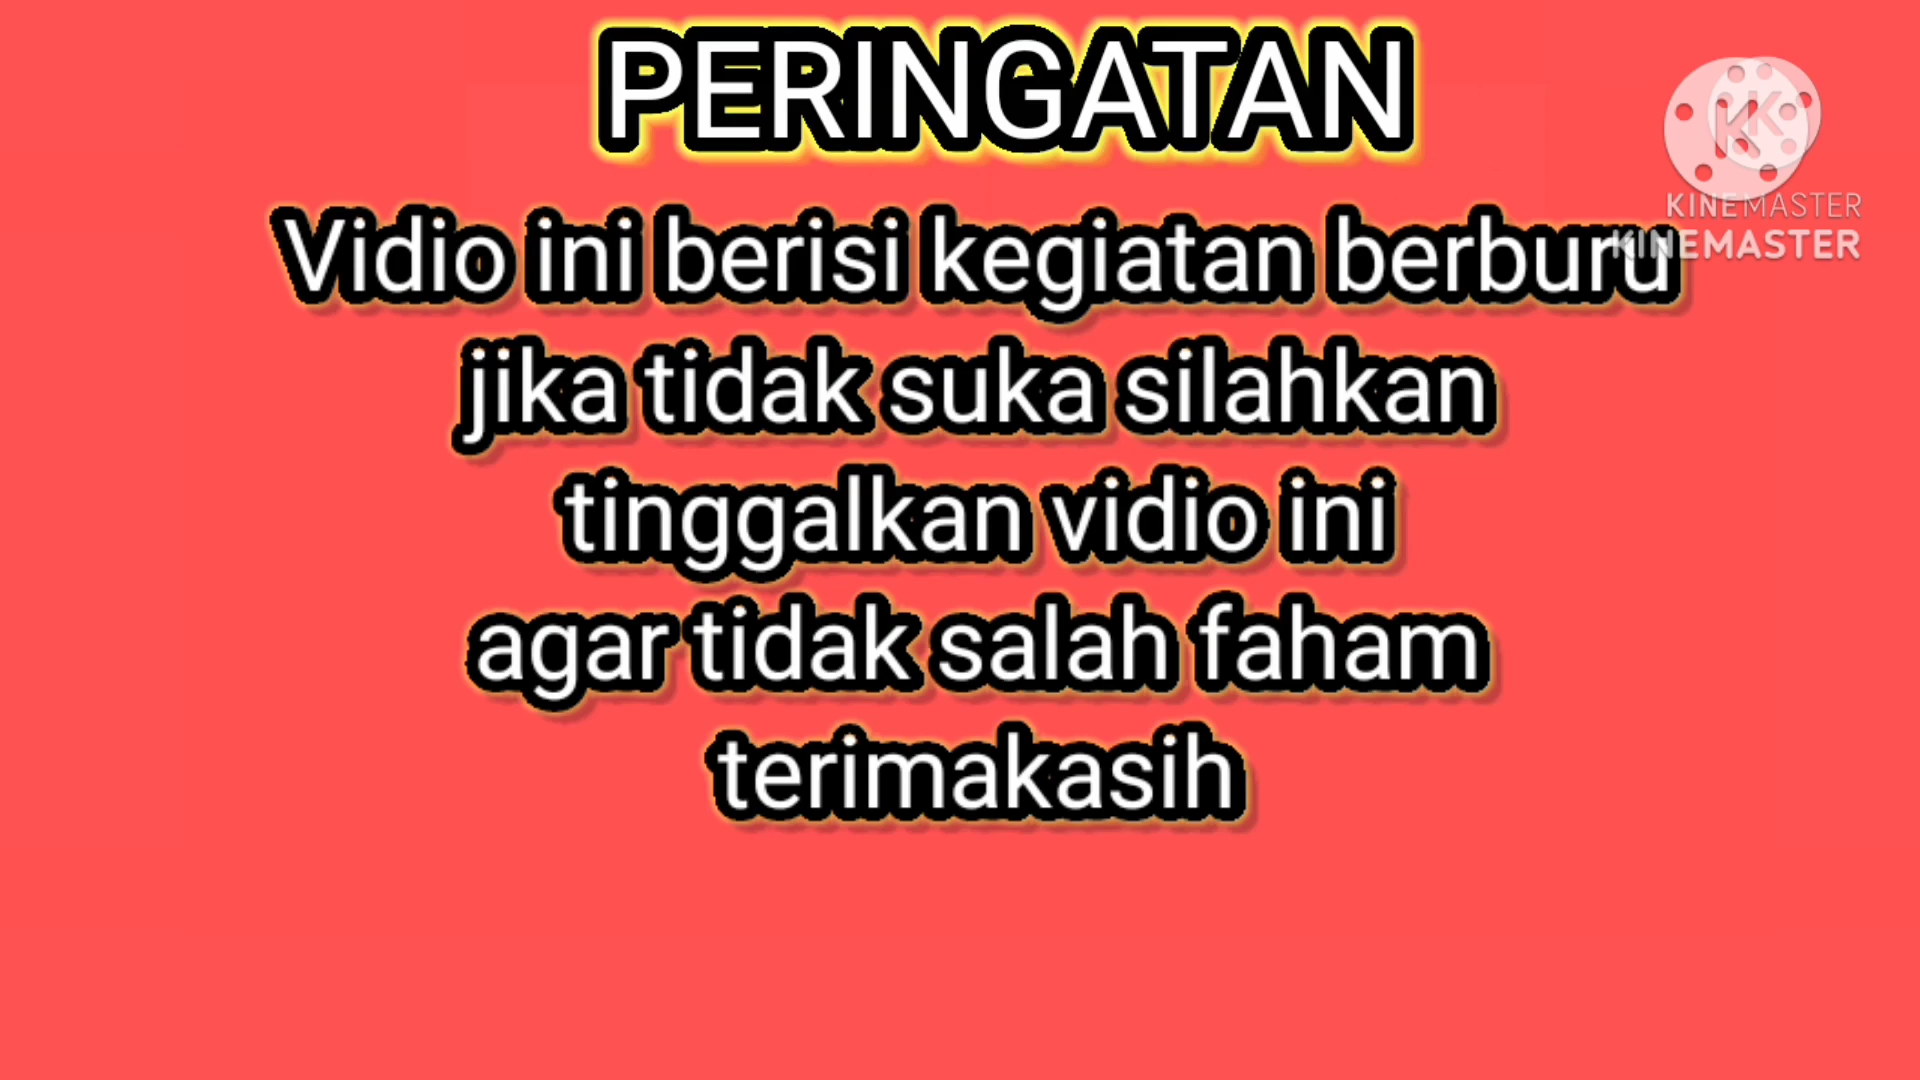 PERINGATAN
Vidio ini berisi kegiatan berburu
jika tidak suka silahkan
tinggalkan vidio ini
agar tidak salah faham
terimakasih
KINEMASTER
KINEMASTER